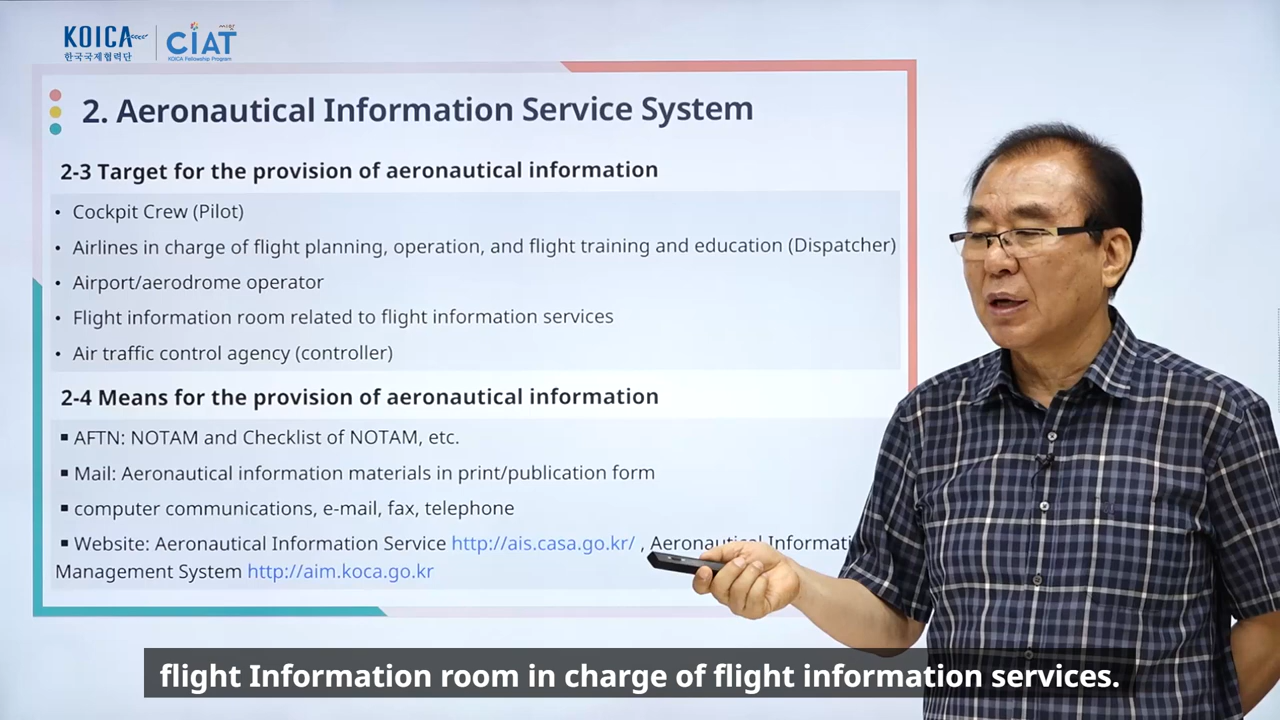 KOICA
한국국제협력단
CIAT
KOICA Fellowship Program
2. Aeronautical Information Service System
2-3 Target for the provision of aeronautical information
• Cockpit Crew (Pilot)
• Airlines in charge of flight planning, operation, and flight training and education (Dispatcher)
• Airport/aerodrome operator
• Flight information room related to flight information services
• Air traffic control agency (controller)
2-4 Means for the provision of aeronautical information
▪ AFTN: NOTAM and Checklist of NOTAM, etc.
▪ Mail: Aeronautical information materials in print/publication form
▪ computer communications, e-mail, fax, telephone
▪ Website: Aeronautical Information Service http://ais.casa.go.kr/ , Aeronautical Informati
Management System http://aim.koca.go.kr
flight Information room in charge of flight information services.